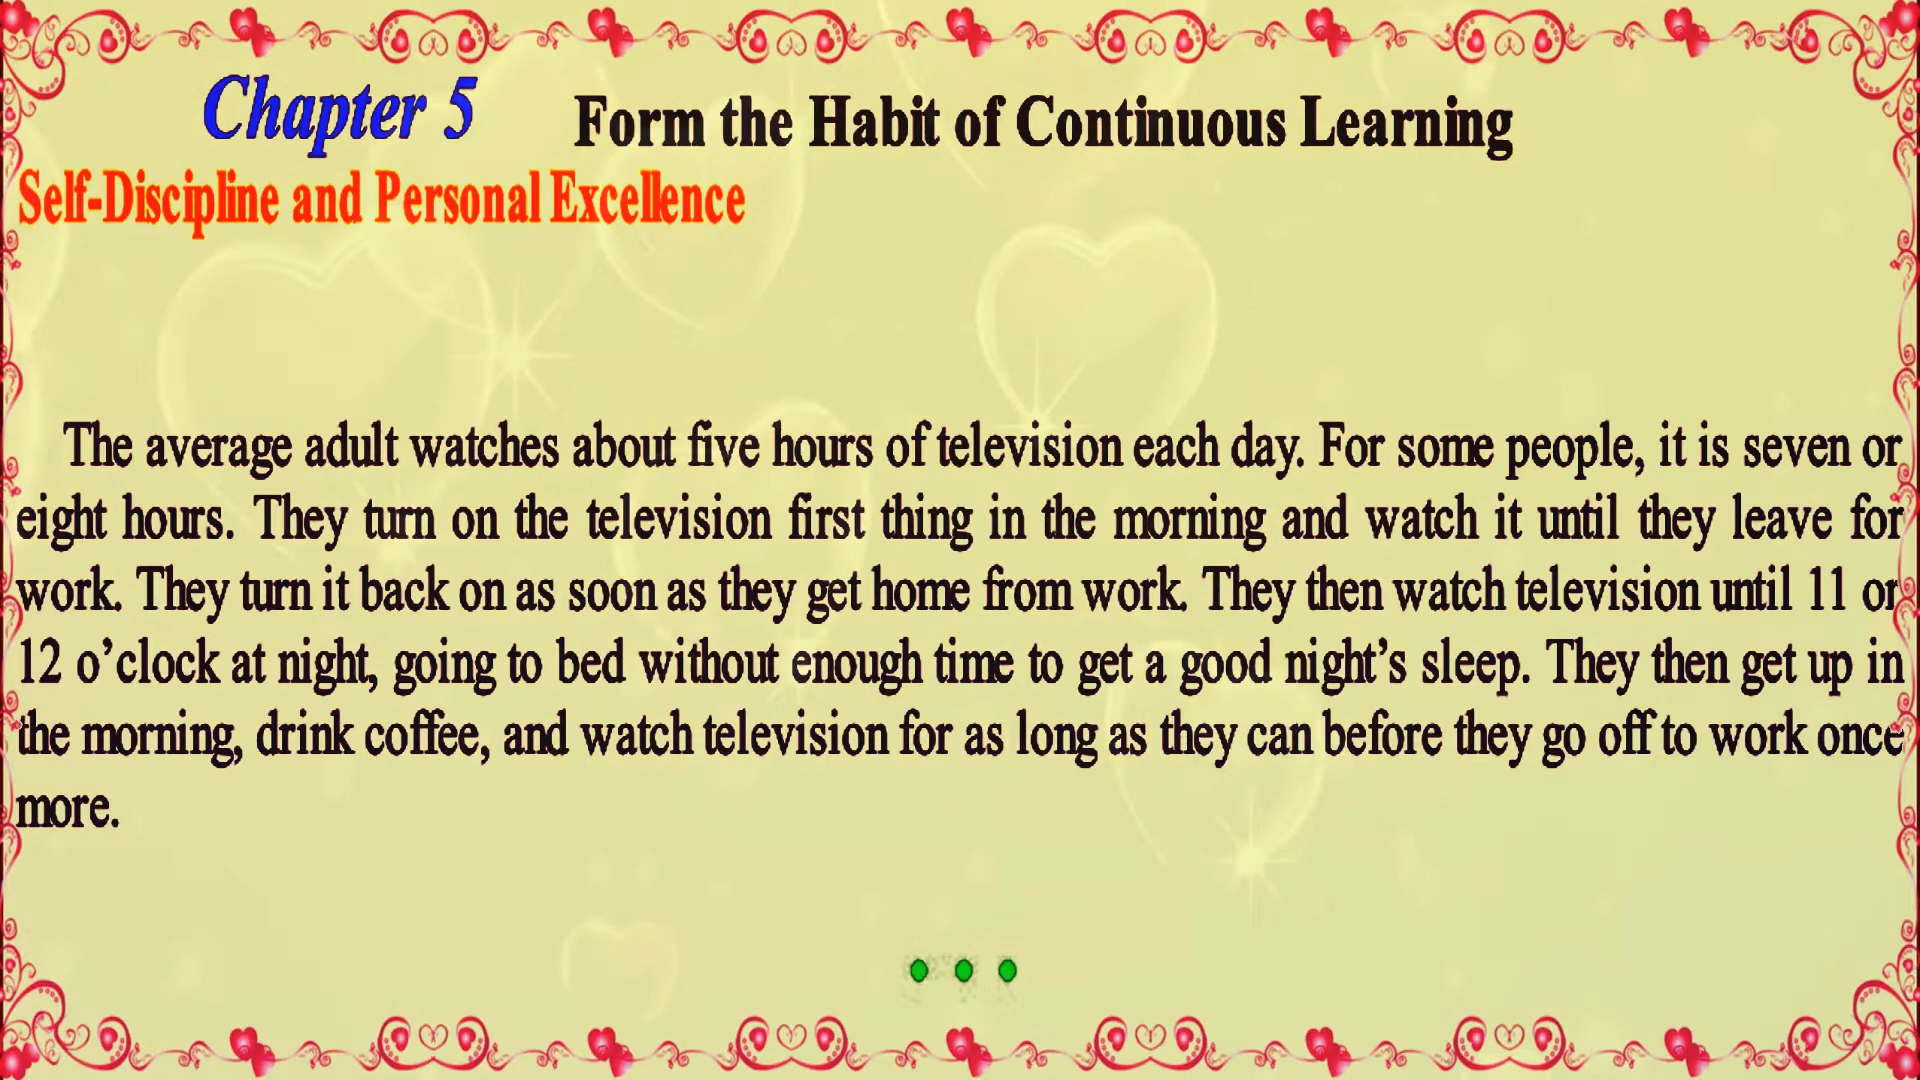 Chapter 5 Form the Habit of Continuous Learning
Self-Discipline and Personal Excellence
The average adult watches about five hours of television each day. For some people, it is seven or
eight hours. They turn on the television first thing in the morning and watch it until they leave for
work. They turn it back on as soon as they get home from work. They then watch television until 11 or
12 o’clock at night, going to bed without enough time to get a good night’s sleep. They then get up in
the morning, drink coffee, and watch television for as long as they can before they go off to work once
more.